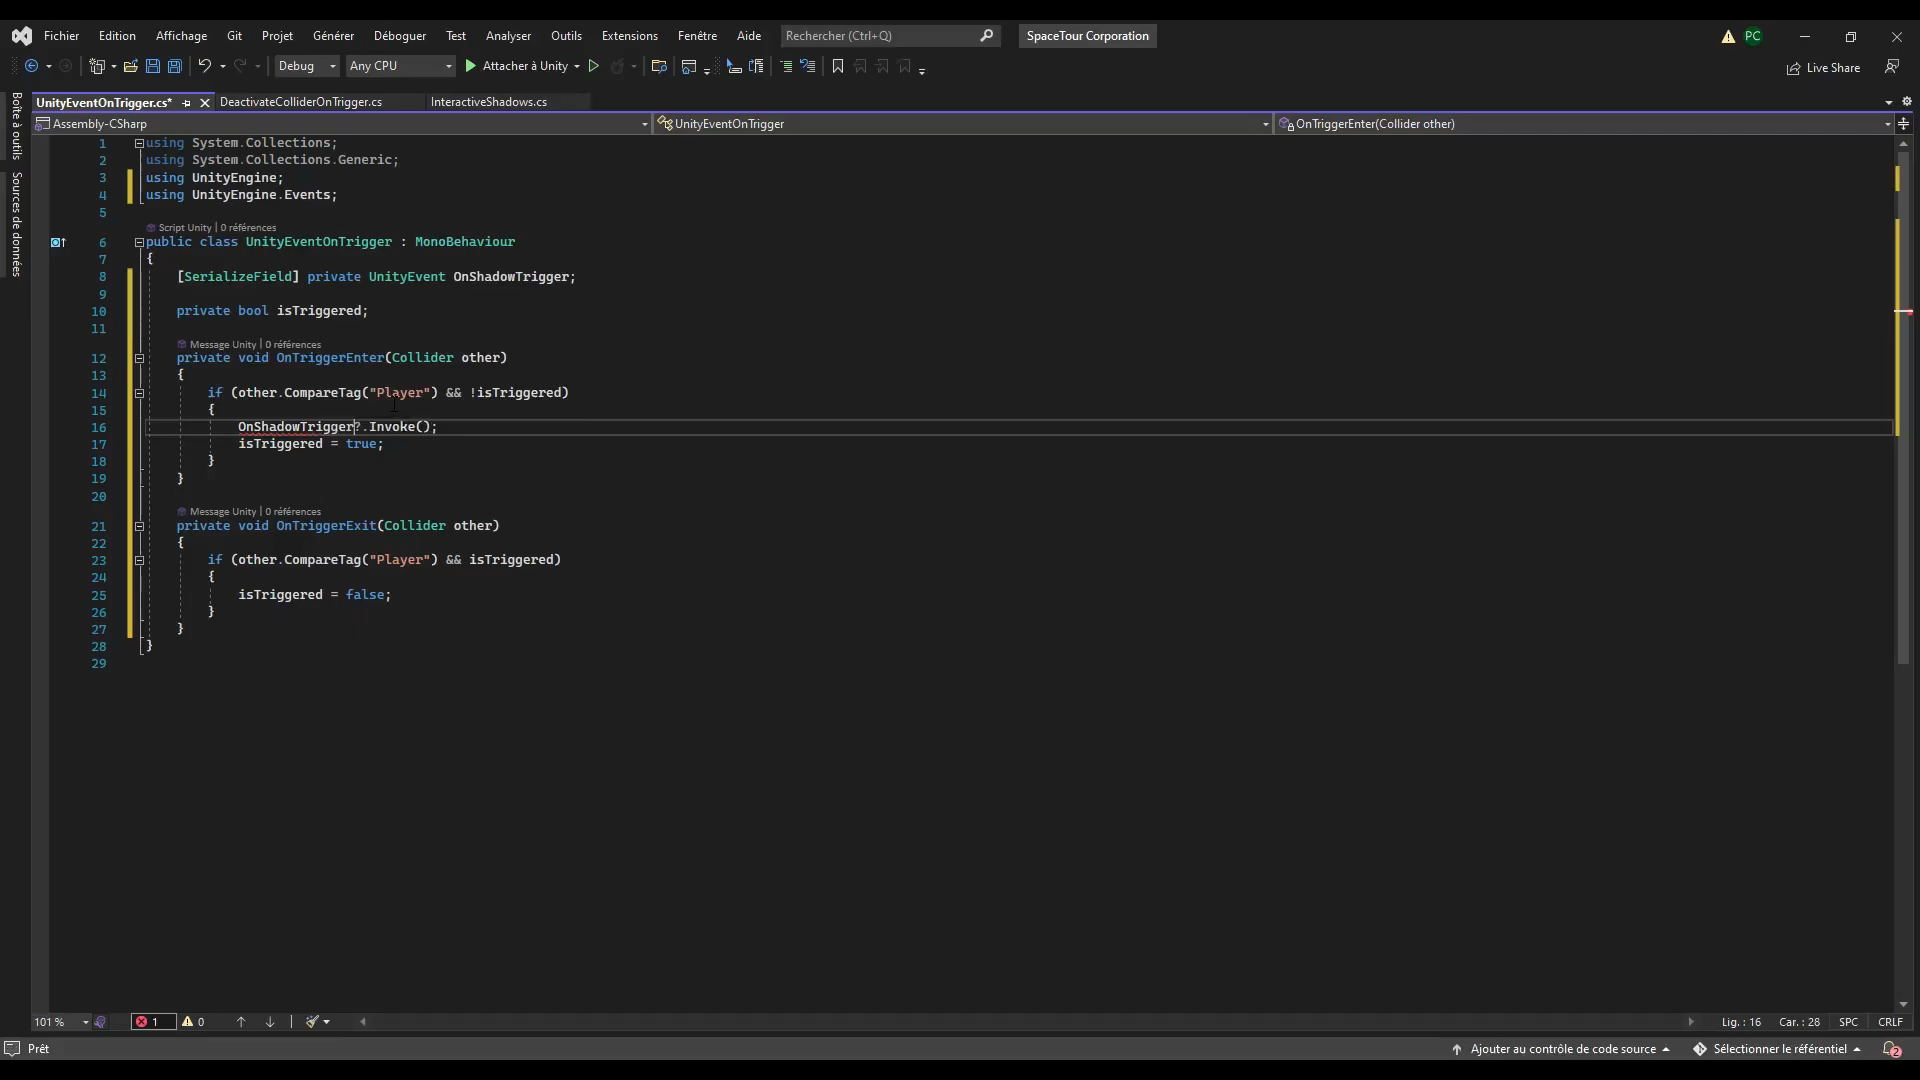 Fichier Edition Affichage Git Projet Générer Déboguer Test Analyser Outils Extensions Fenêtre Aide Rechercher (Ctrl+Q) SpaceTour Corporation PC
Debug Any CPU Attacher à Unity Live Share
UnityEventOnTrigger.cs* DeactivateColliderOnTrigger.cs InteractiveShadows.cs
Assembly-CSharp UnityEventOnTrigger OnTriggerEnter(Collider other)
Boîte à outils
Sources de données
1 using System.Collections;
2 using System.Collections.Generic;
3 using UnityEngine;
4 using UnityEngine.Events;
5
Script Unity | 0 références
6 public class UnityEventOnTrigger : MonoBehaviour
7 {
8 [SerializeField] private UnityEvent OnShadowTrigger;
9
10 private bool isTriggered;
11
Message Unity | 0 références
12 private void OnTriggerEnter(Collider other)
13 {
14 if (other.CompareTag("Player") && !isTriggered)
15 {
16 OnShadowTrigger?.Invoke();
17 isTriggered = true;
18 }
19 }
20
Message Unity | 0 références
21 private void OnTriggerExit(Collider other)
22 {
23 if (other.CompareTag("Player") && isTriggered)
24 {
25 isTriggered = false;
26 }
27 }
28 }
29
101 % 1 0 Lig. : 16 Car. : 28 SPC CRLF
Prêt Ajouter au contrôle de code source Sélectionner le référentiel 2